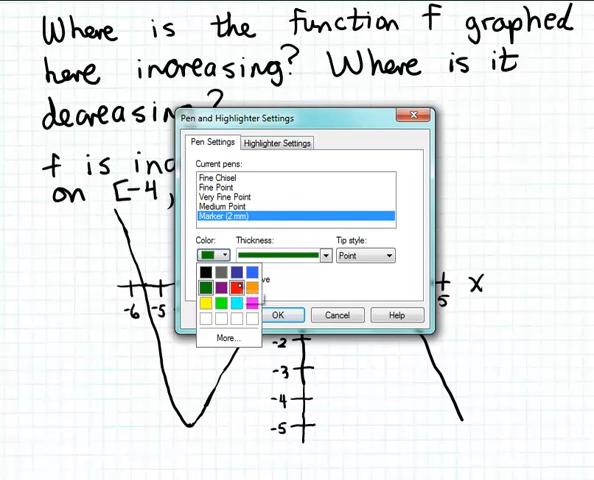 Where is the function f graphed
here increasing? Where is it
decreasing?
Pen and Highlighter Settings
Pen Settings Highlighter Settings
f is inc
Current pens:
Fine Chisel
Fine Point
Very Fine Point
Medium Point
Marker (2 mm)
on [-4,
Color: Thickness: Tip style:
Point
ve
-6 -5 5 X
OK Cancel Help
More...
-2
-3
-4
-5